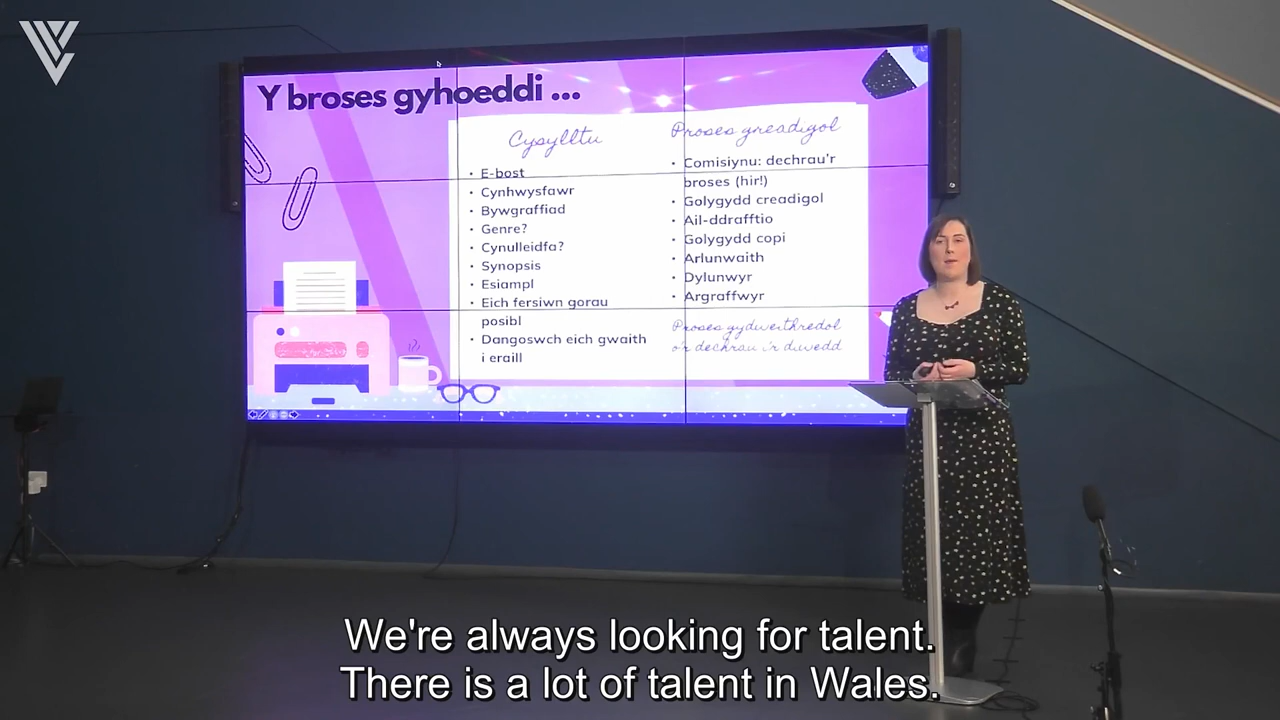 Y broses gyhoeddi ...
Cysylltu
• E-bost
• Cynhwysfawr
• Bywgraffiad
• Genre?
• Cynulleidfa?
• Synopsis
• Esiampl
• Eich fersiwn gorau
posibl
• Dangoswch eich gwaith
i eraill
Proses greadigol
• Comisiynu: dechrau'r
broses (hir!)
• Golygydd creadigol
• Ail-ddrafftio
• Golygydd copi
• Arlunwaith
• Dylunwyr
• Argraffwyr
Proses gydweithredol
o'r dechrau i'r diwedd
We're always looking for talent.
There is a lot of talent in Wales.